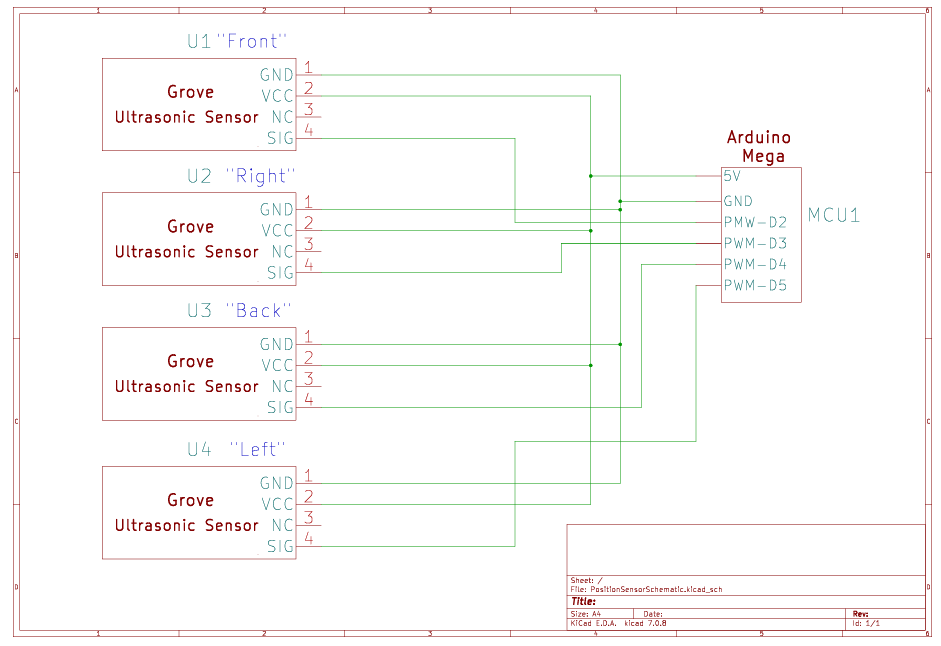 1 2 3 4 5 6
A A
B B
C C
D D
U1 "Front"
Grove
Ultrasonic Sensor
GND 1
VCC 2
NC 3
SIG 4
U2 "Right"
Grove
Ultrasonic Sensor
GND 1
VCC 2
NC 3
SIG 4
U3 "Back"
Grove
Ultrasonic Sensor
GND 1
VCC 2
NC 3
SIG 4
U4 "Left"
Grove
Ultrasonic Sensor
GND 1
VCC 2
NC 3
SIG 4
Arduino
Mega
MCU1
5V
GND
PMW-D2
PWM-D3
PWM-D4
PWM-D5
Sheet: /
File: PositionSensorSchematic.kicad_sch
Title:
Size: A4 Date: Rev:
KiCad E.D.A. kicad 7.0.8 Id: 1/1
1 2 3 4 5 6